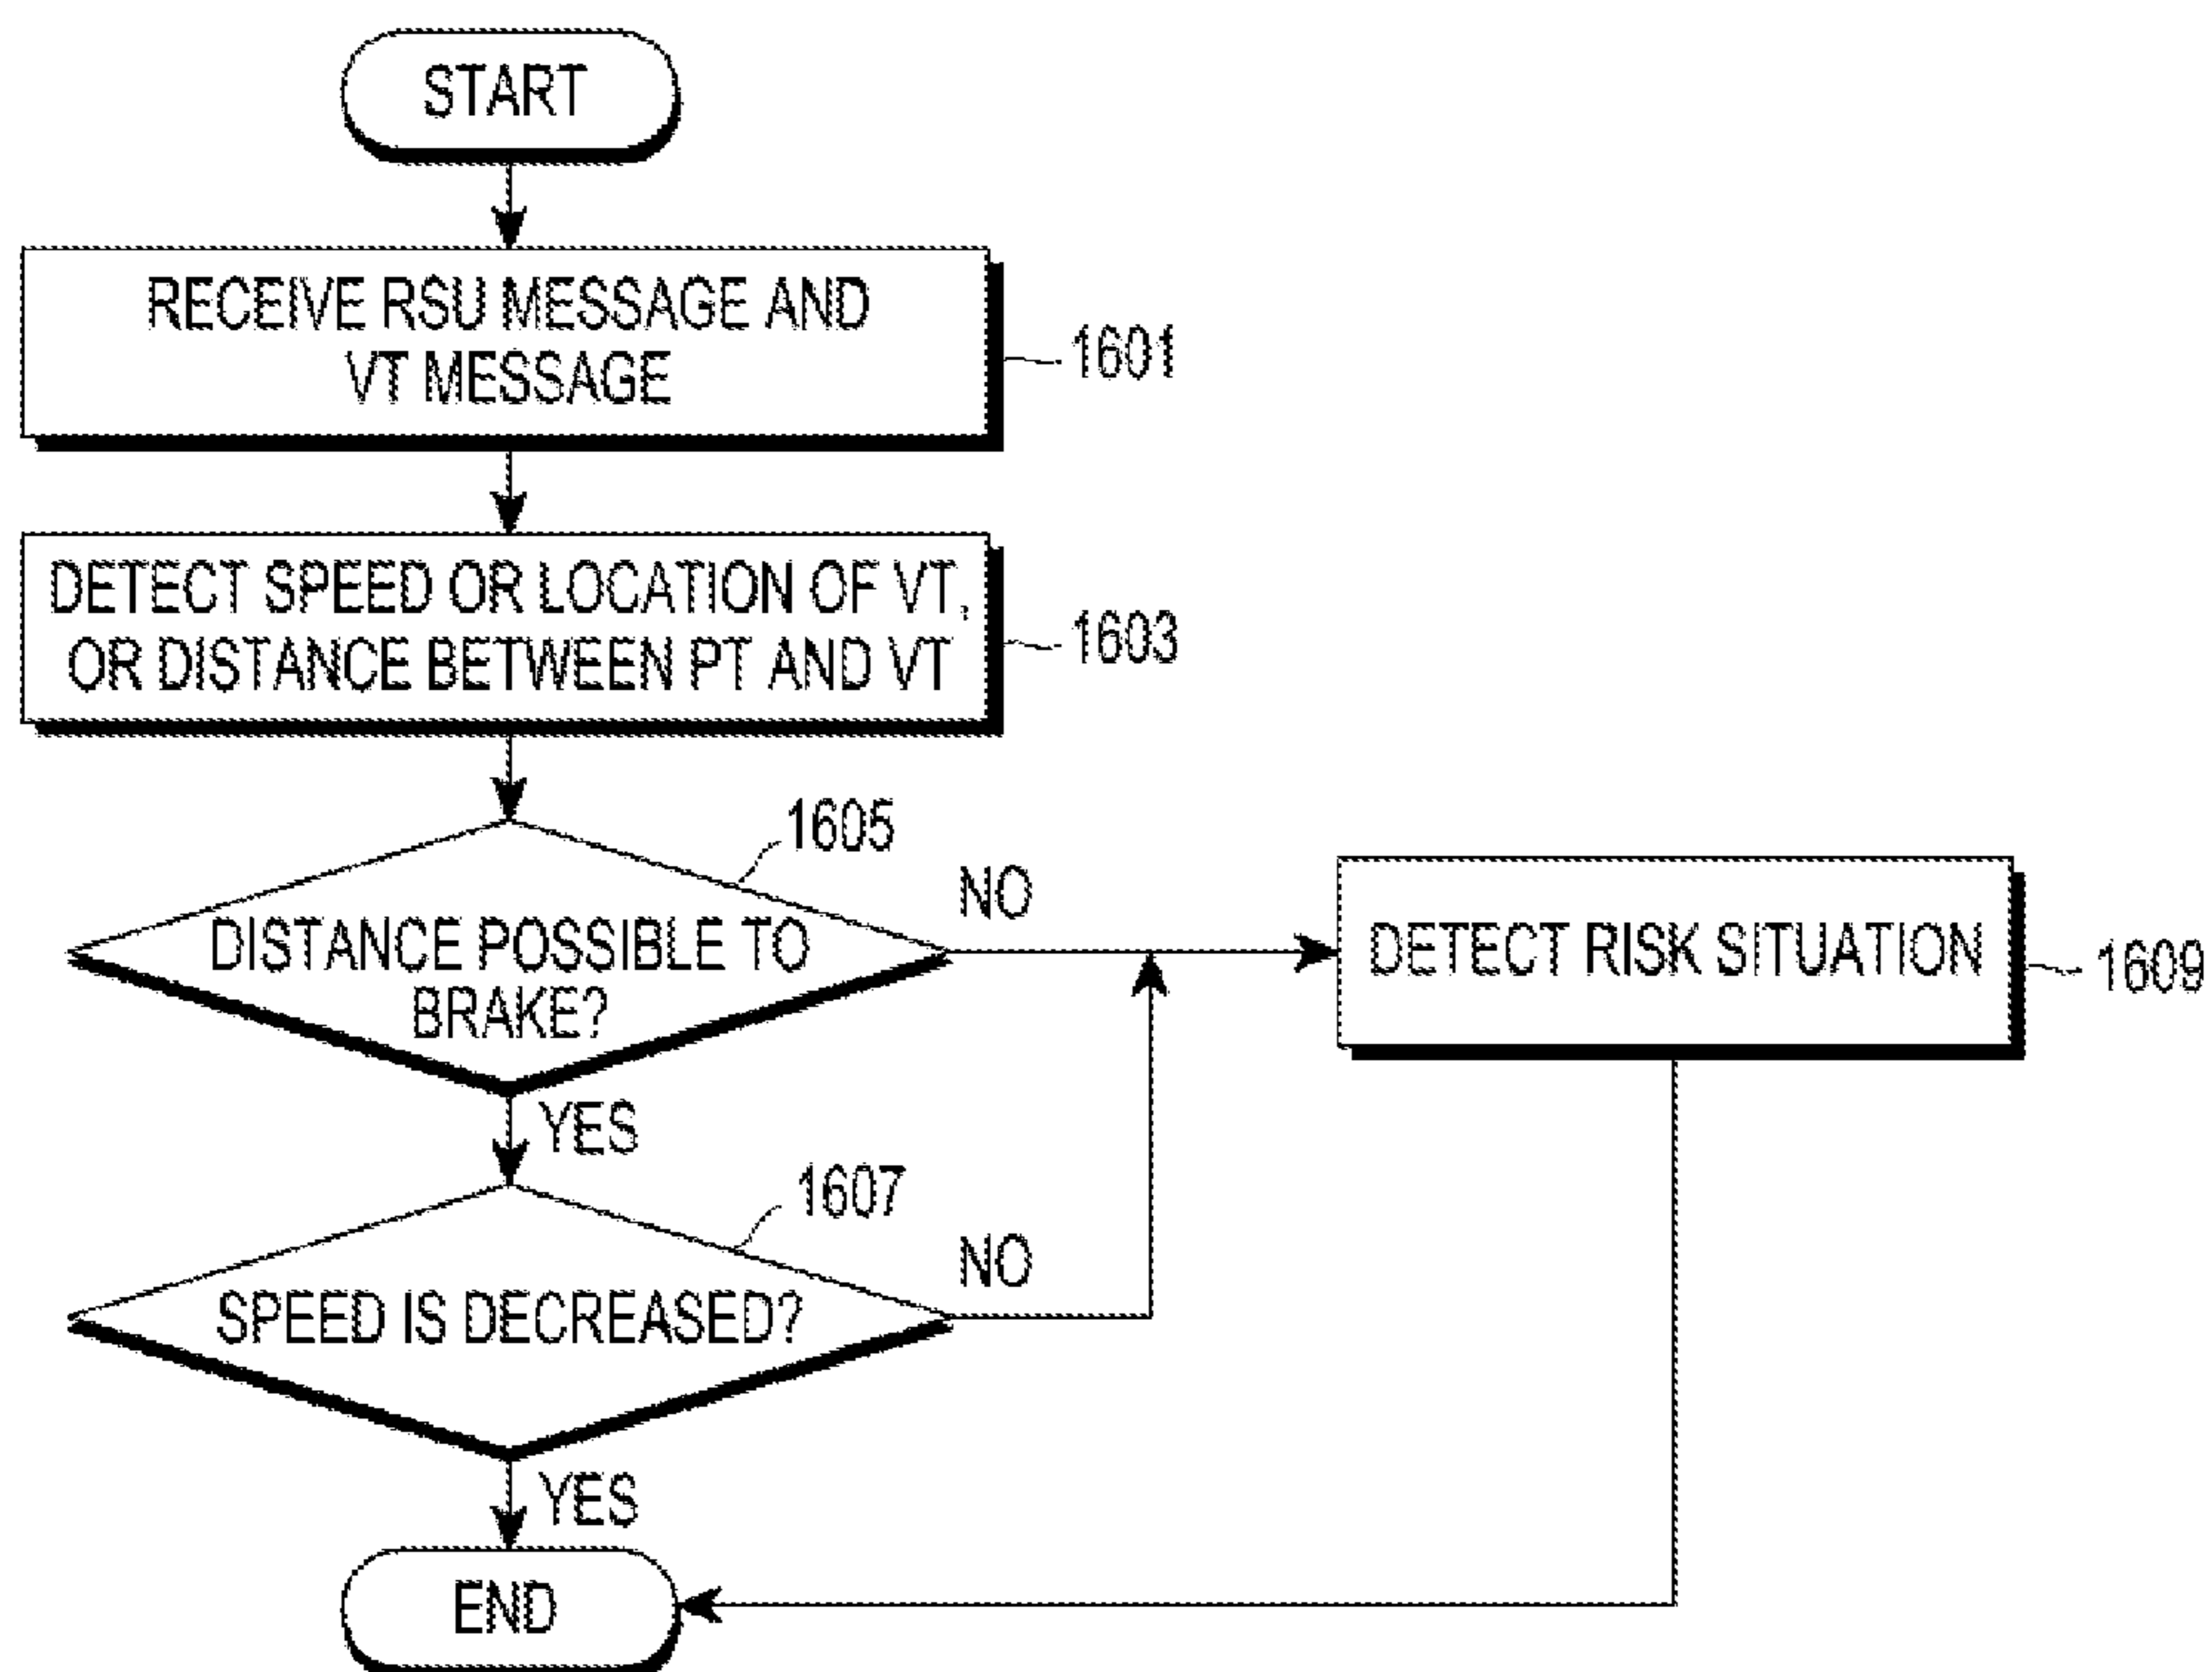 START
RECEIVE RSU MESSAGE AND
VT MESSAGE
1601
DETECT SPEED OR LOCATION OF VT,
OR DISTANCE BETWEEN PT AND VT
1603
1605
DISTANCE POSSIBLE TO
BRAKE?
NO
DETECT RISK SITUATION
1609
YES
1607
SPEED IS DECREASED?
NO
YES
END